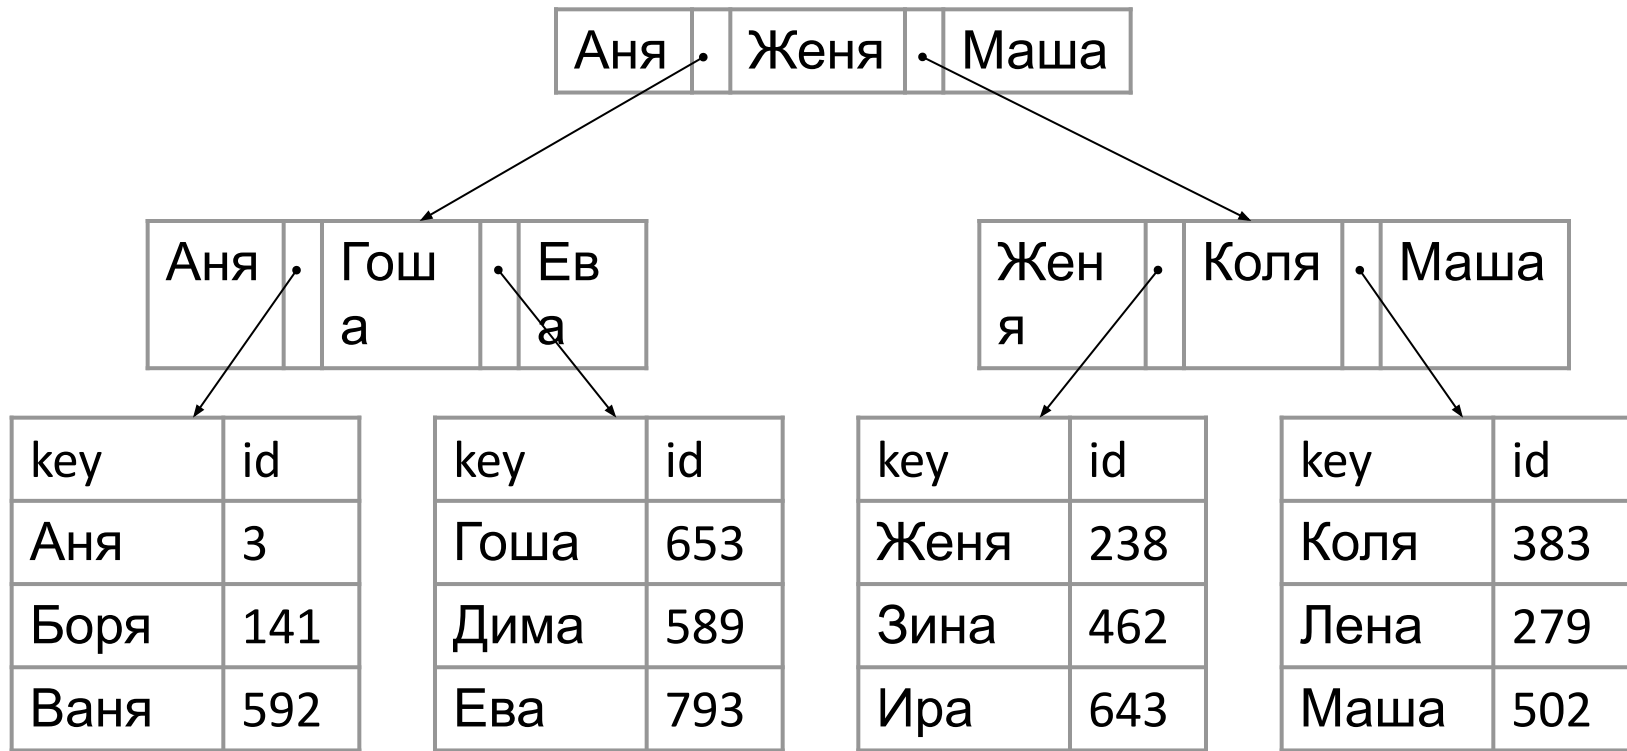 Аня Женя Маша
Аня Гош Ев
а а
Жен Коля Маша
я
key id
Аня 3
Боря 141
Ваня 592
key id
Гоша 653
Дима 589
Ева 793
key id
Женя 238
Зина 462
Ира 643
key id
Коля 383
Лена 279
Маша 502